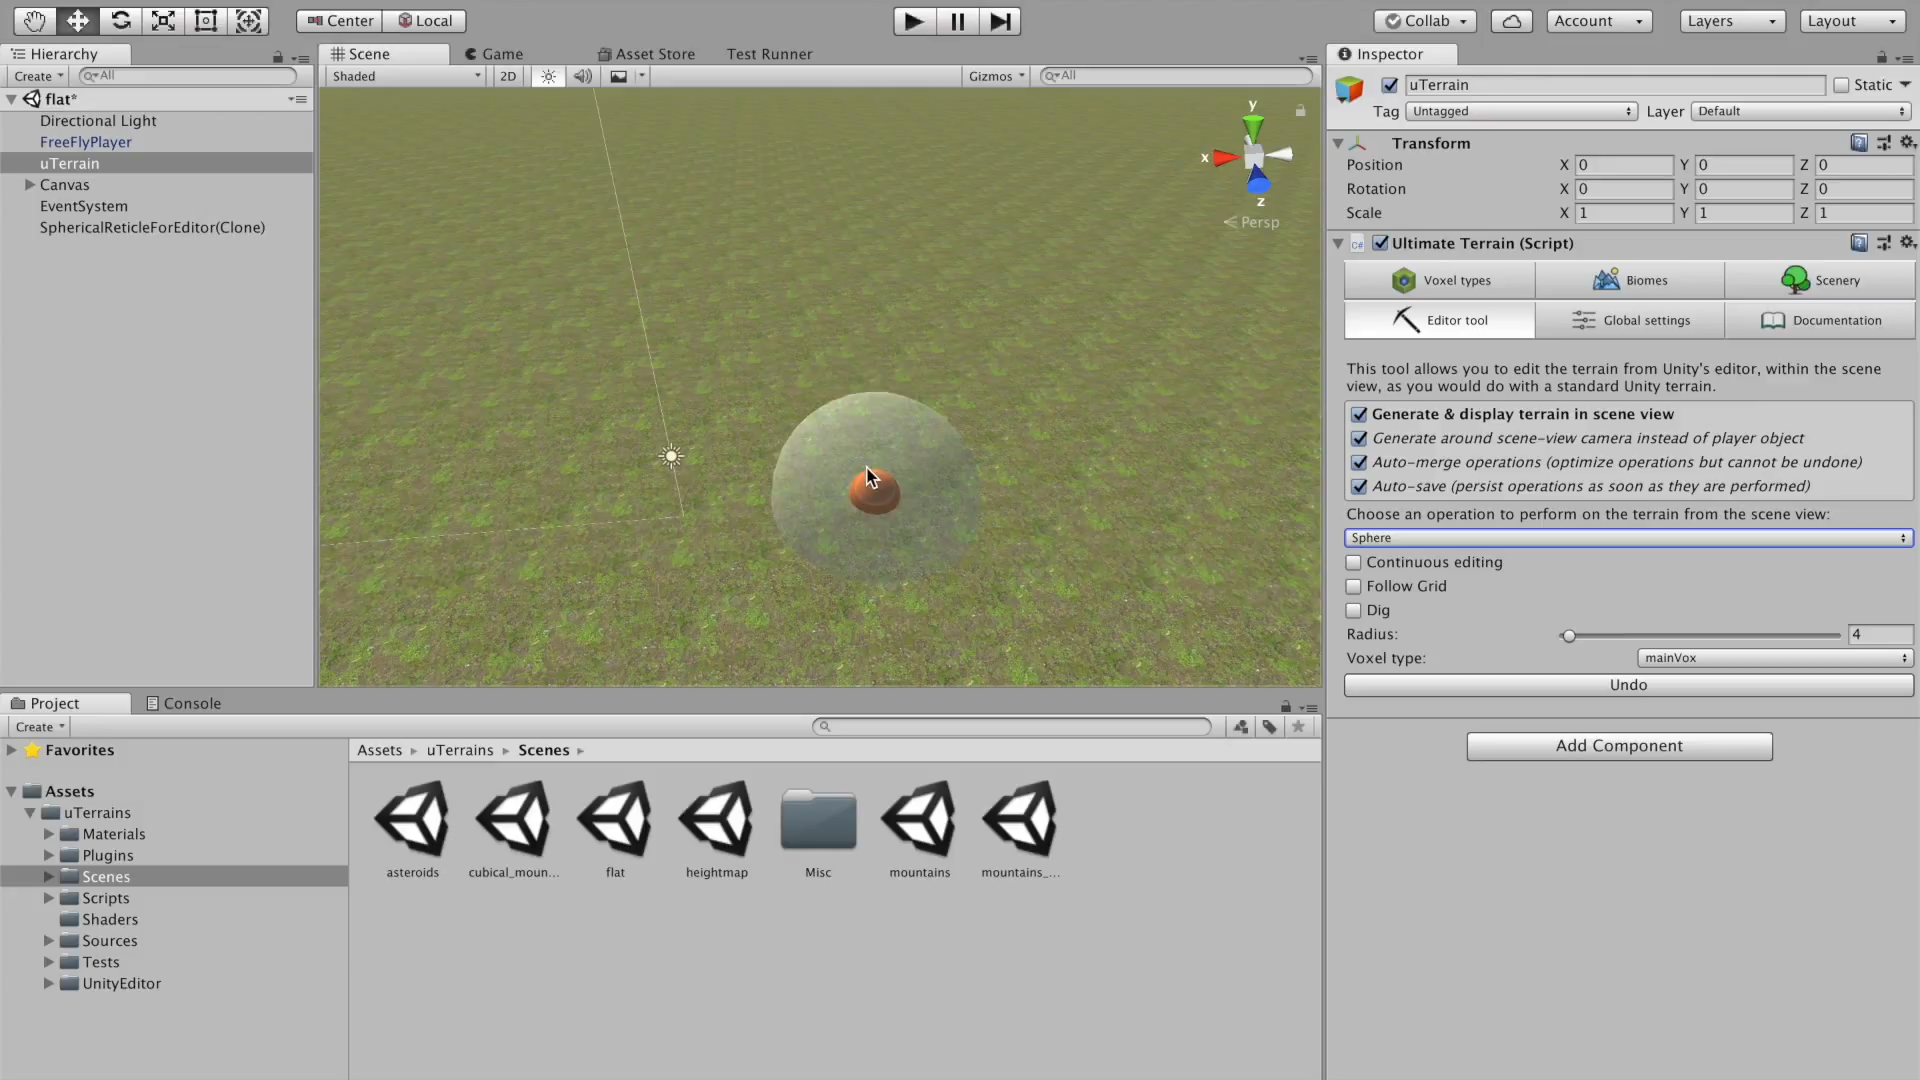 Center
Local
Collab
Account
Layers
Layout
Hierarchy
Scene
Game
Asset Store
Test Runner
Inspector
Create
All
Shaded
2D
Gizmos
All
uTerrain
Static
Tag
Untagged
Layer
Default
flat*
Directional Light
FreeFlyPlayer
uTerrain
Canvas
EventSystem
SphericalReticleForEditor(Clone)
y
x
z
Persp
Transform
Position X 0 Y 0 Z 0
Rotation X 0 Y 0 Z 0
Scale X 1 Y 1 Z 1
C#
Ultimate Terrain (Script)
Voxel types
Biomes
Scenery
Editor tool
Global settings
Documentation
This tool allows you to edit the terrain from Unity's editor, within the scene
view, as you would do with a standard Unity terrain.
Generate & display terrain in scene view
Generate around scene-view camera instead of player object
Auto-merge operations (optimize operations but cannot be undone)
Auto-save (persist operations as soon as they are performed)
Choose an operation to perform on the terrain from the scene view:
Sphere
Continuous editing
Follow Grid
Dig
Radius: 4
Voxel type: mainVox
Undo
Add Component
Project
Console
Create
Favorites
Assets
uTerrains
Materials
Plugins
Scenes
Scripts
Shaders
Sources
Tests
UnityEditor
Assets
uTerrains
Scenes
asteroids
cubical_moun...
flat
heightmap
Misc
mountains
mountains_...